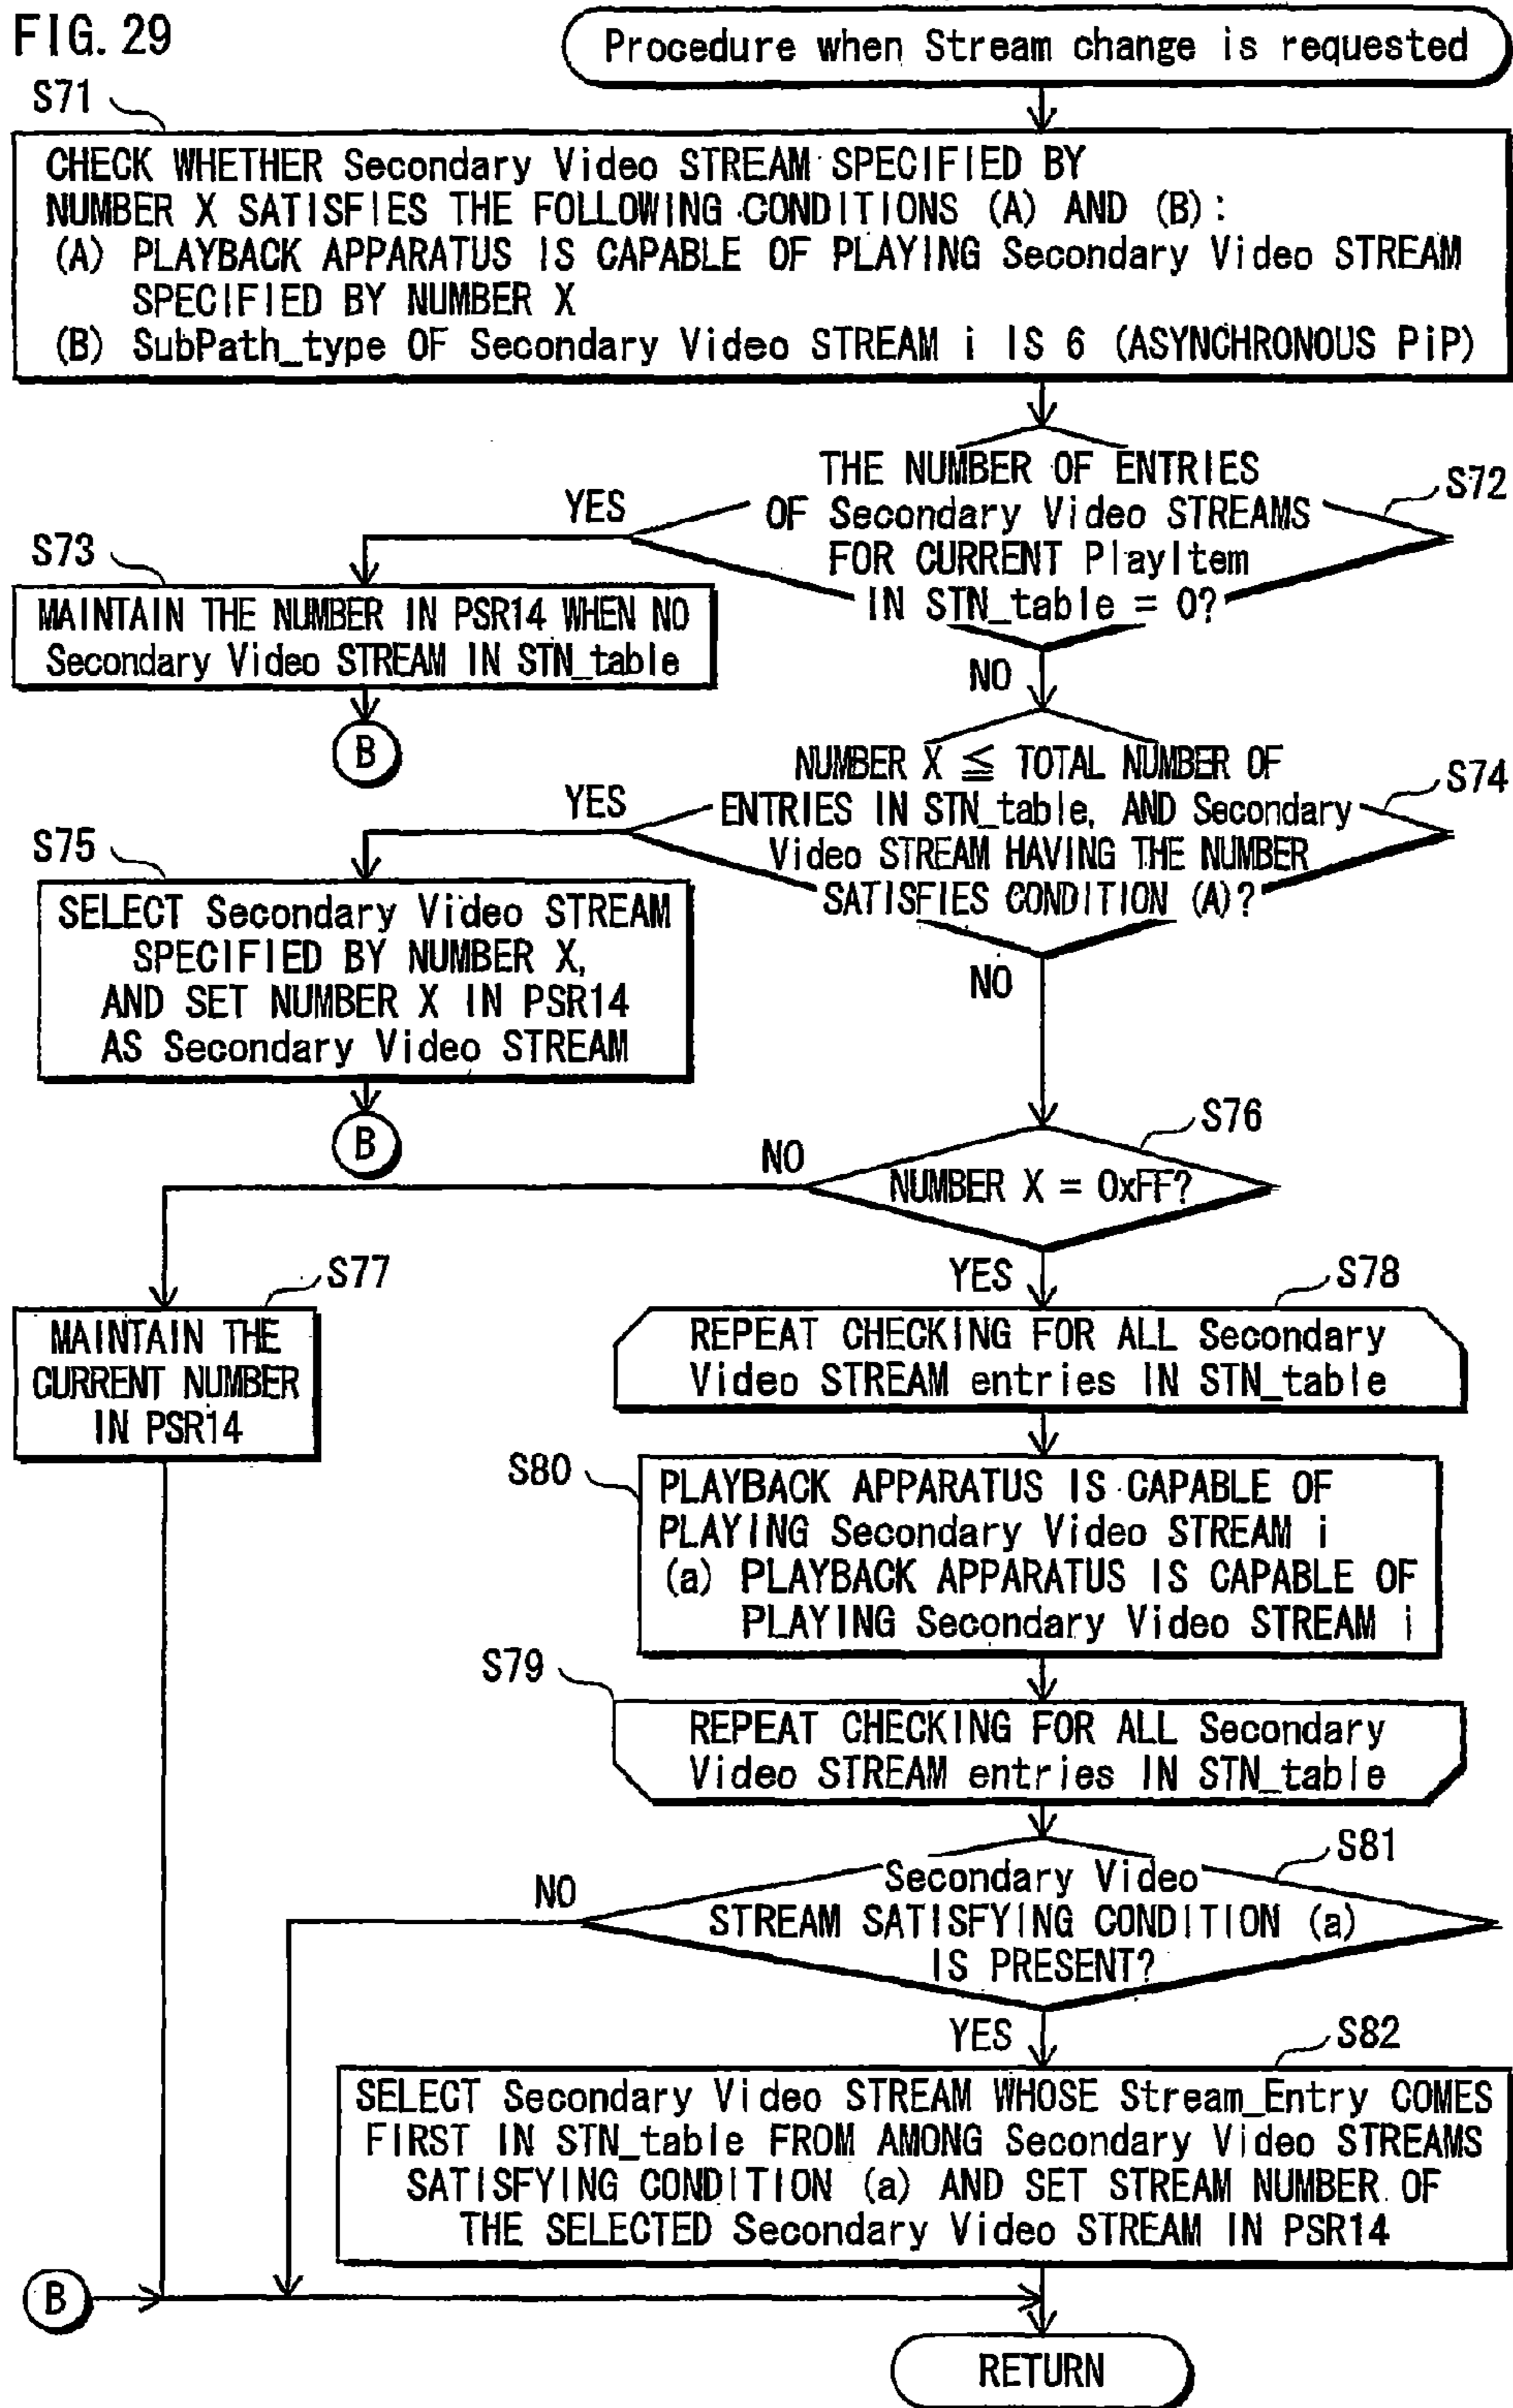 FIG. 29
Procedure when Stream change is requested
S71
CHECK WHETHER Secondary Video STREAM SPECIFIED BY
NUMBER X SATISFIES THE FOLLOWING CONDITIONS (A) AND (B):
(A) PLAYBACK APPARATUS IS CAPABLE OF PLAYING Secondary Video STREAM
SPECIFIED BY NUMBER X
(B) SubPath_type OF Secondary Video STREAM i IS 6 (ASYNCHRONOUS PiP)
S72
THE NUMBER OF ENTRIES
OF Secondary Video STREAMS
FOR CURRENT PlayItem
IN STN_table = 0?
YES
NO
S73
MAINTAIN THE NUMBER IN PSR14 WHEN NO
Secondary Video STREAM IN STN_table
B
S74
NUMBER X ≦ TOTAL NUMBER OF
ENTRIES IN STN_table, AND Secondary
Video STREAM HAVING THE NUMBER
SATISFIES CONDITION (A)?
YES
NO
S75
SELECT Secondary Video STREAM
SPECIFIED BY NUMBER X,
AND SET NUMBER X IN PSR14
AS Secondary Video STREAM
B
S76
NUMBER X = 0xFF?
NO
YES
S77
MAINTAIN THE
CURRENT NUMBER
IN PSR14
S78
REPEAT CHECKING FOR ALL Secondary
Video STREAM entries IN STN_table
S80
PLAYBACK APPARATUS IS CAPABLE OF
PLAYING Secondary Video STREAM i
(a) PLAYBACK APPARATUS IS CAPABLE OF
PLAYING Secondary Video STREAM i
S79
REPEAT CHECKING FOR ALL Secondary
Video STREAM entries IN STN_table
S81
Secondary Video
STREAM SATISFYING CONDITION (a)
IS PRESENT?
NO
YES
S82
SELECT Secondary Video STREAM WHOSE Stream_Entry COMES
FIRST IN STN_table FROM AMONG Secondary Video STREAMS
SATISFYING CONDITION (a) AND SET STREAM NUMBER OF
THE SELECTED Secondary Video STREAM IN PSR14
B
RETURN